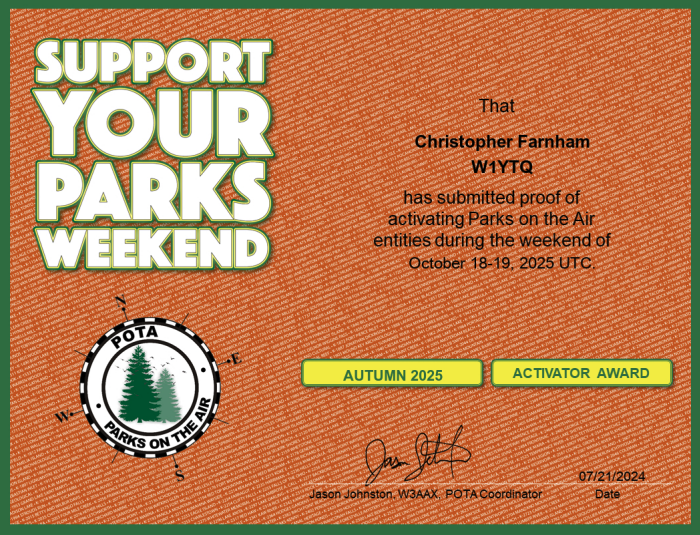 SUPPORT
YOUR
PARKS
WEEKEND
That
Christopher Farnham
W1YTQ
has submitted proof of
activating Parks on the Air
entities during the weekend of
October 18-19, 2025 UTC.
N
E
S
W
POTA
PARKS ON THE AIR
AUTUMN 2025
ACTIVATOR AWARD
07/21/2024
Jason Johnston, W3AAX, POTA Coordinator
Date